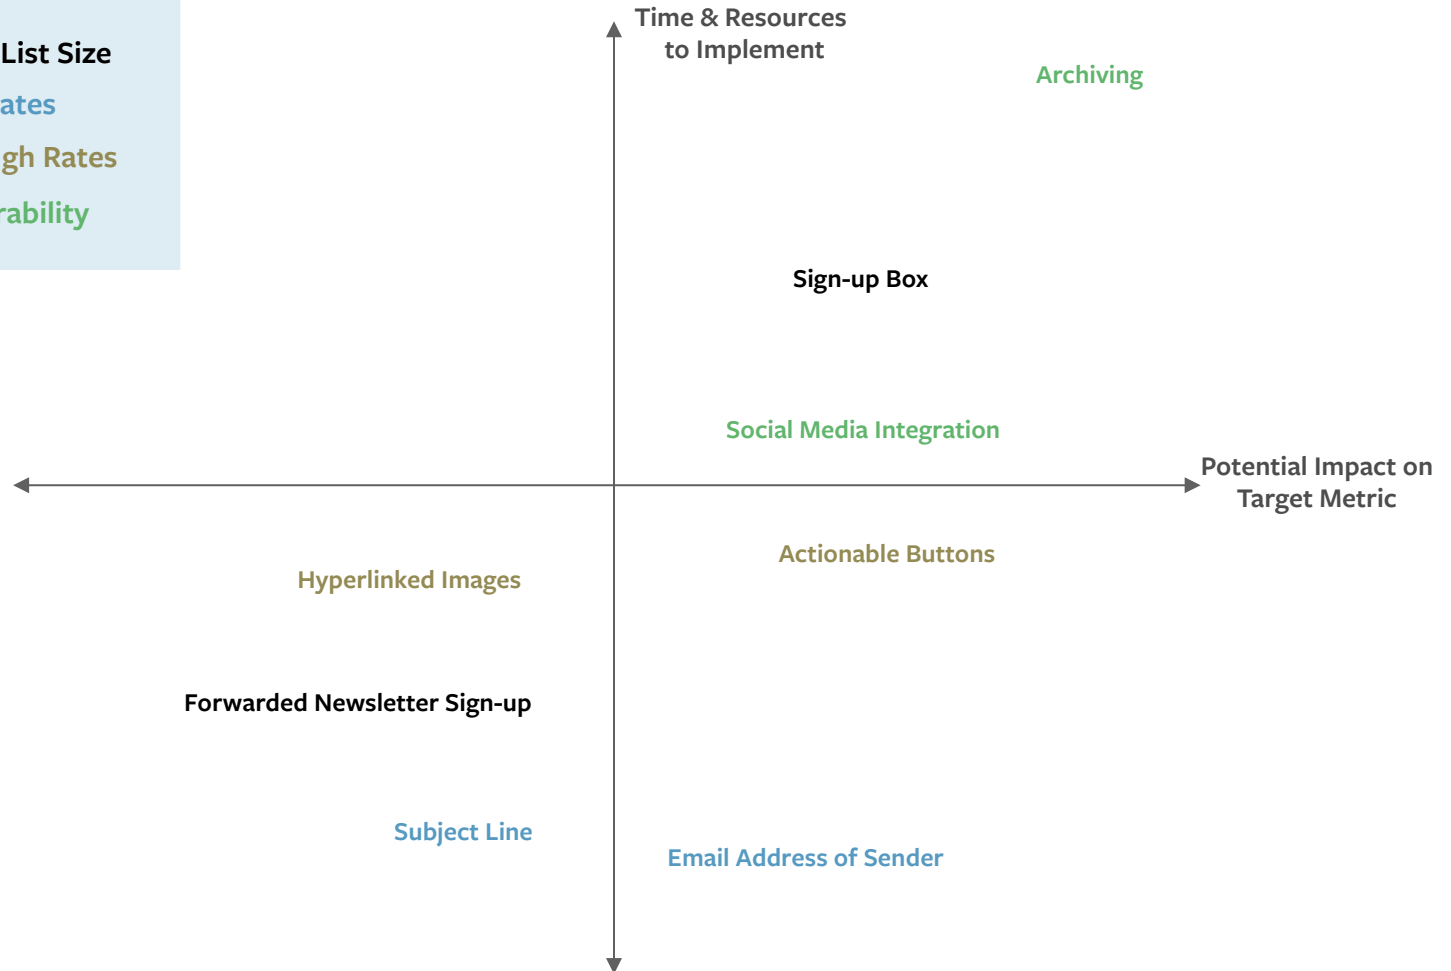 List Size
ates
gh Rates
rability
Time & Resources
to Implement
Archiving
Sign-up Box
Social Media Integration
Potential Impact on
Target Metric
Actionable Buttons
Hyperlinked Images
Forwarded Newsletter Sign-up
Subject Line
Email Address of Sender